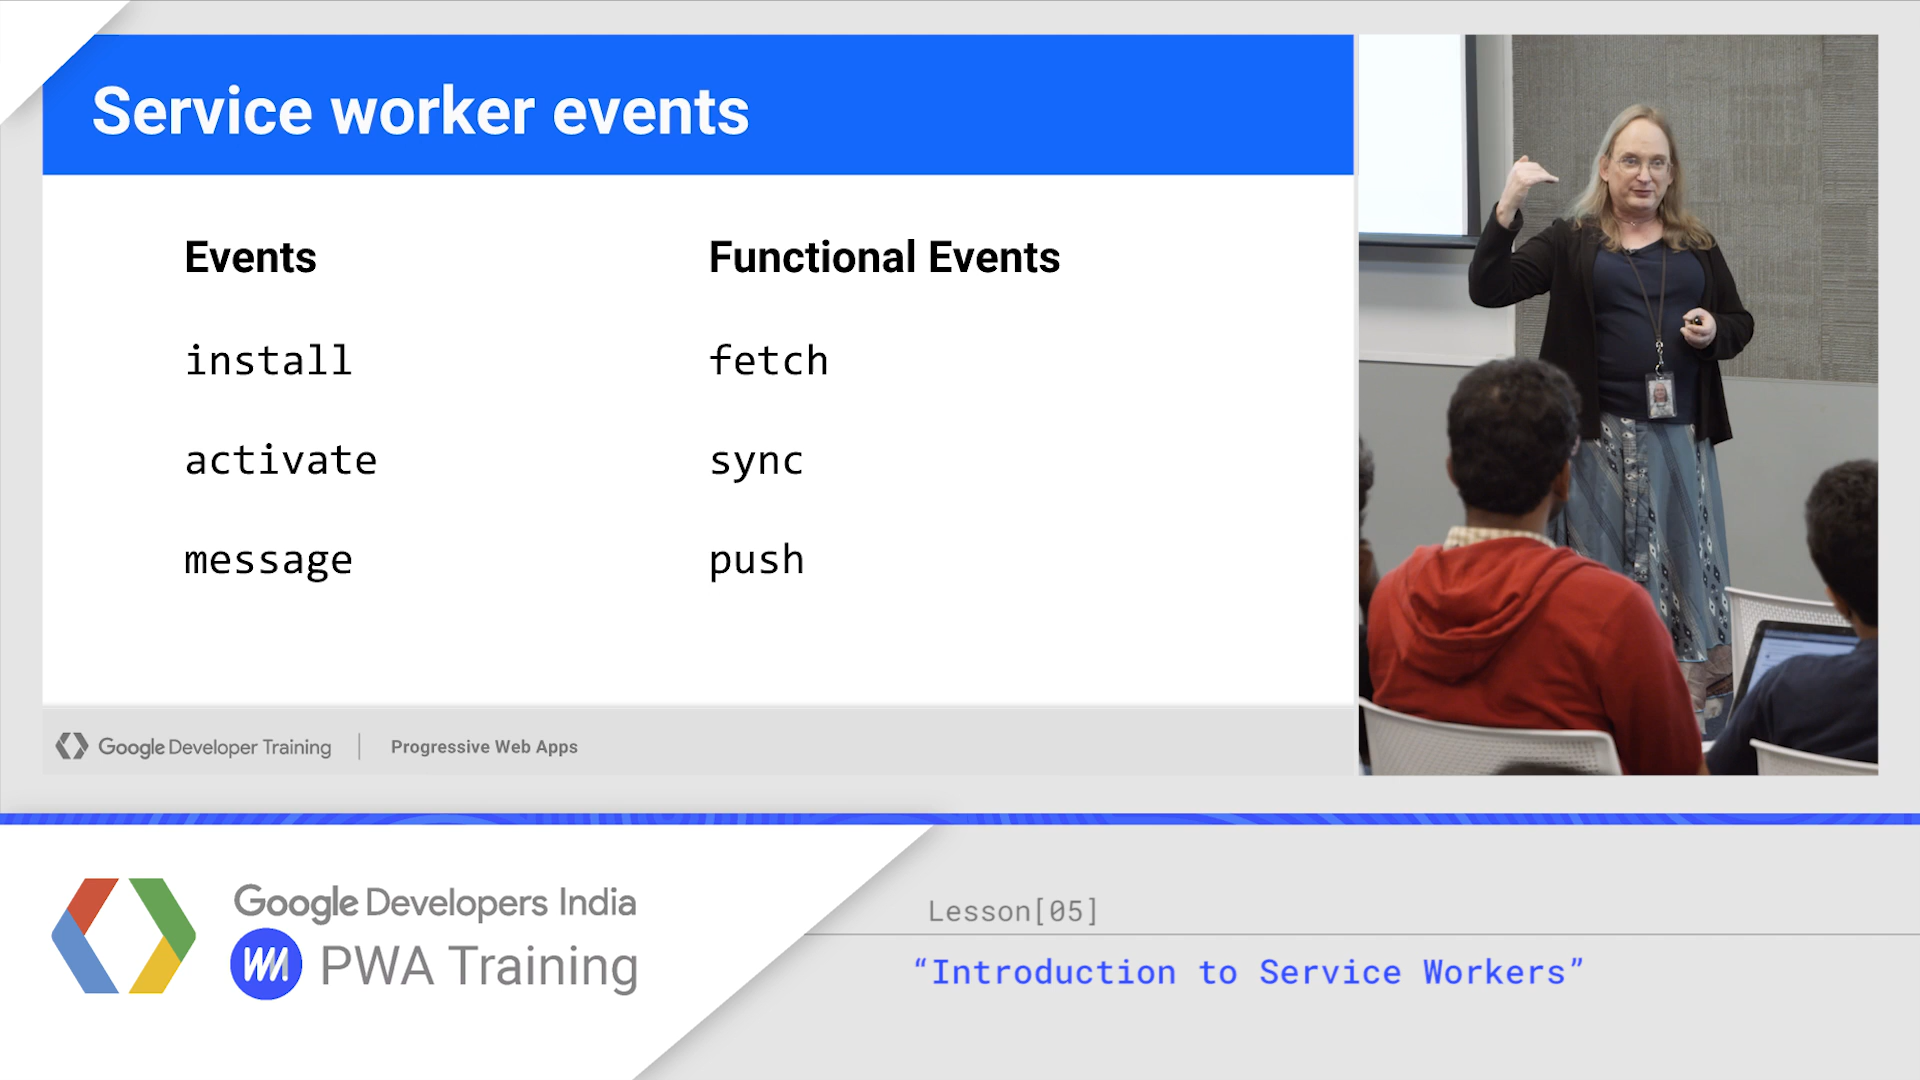 Service worker events
Events
Functional Events
install
fetch
activate
sync
message
push
Google Developer Training
Progressive Web Apps
Google Developers India
PWA Training
Lesson[05]
“Introduction to Service Workers”